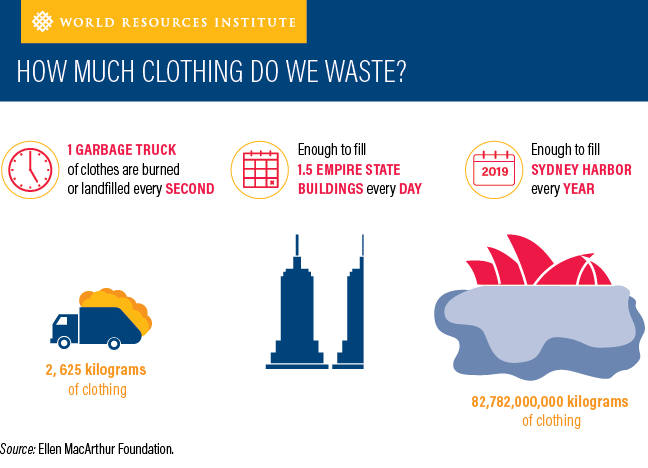 WORLD RESOURCES INSTITUTE
HOW MUCH CLOTHING DO WE WASTE?
1 GARBAGE TRUCK
of clothes are burned
or landfilled every SECOND
Enough to fill
1.5 EMPIRE STATE
BUILDINGS every DAY
2019
Enough to fill
SYDNEY HARBOR
every YEAR
2, 625 kilograms
of clothing
82,782,000,000 kilograms
of clothing
Source: Ellen MacArthur Foundation.